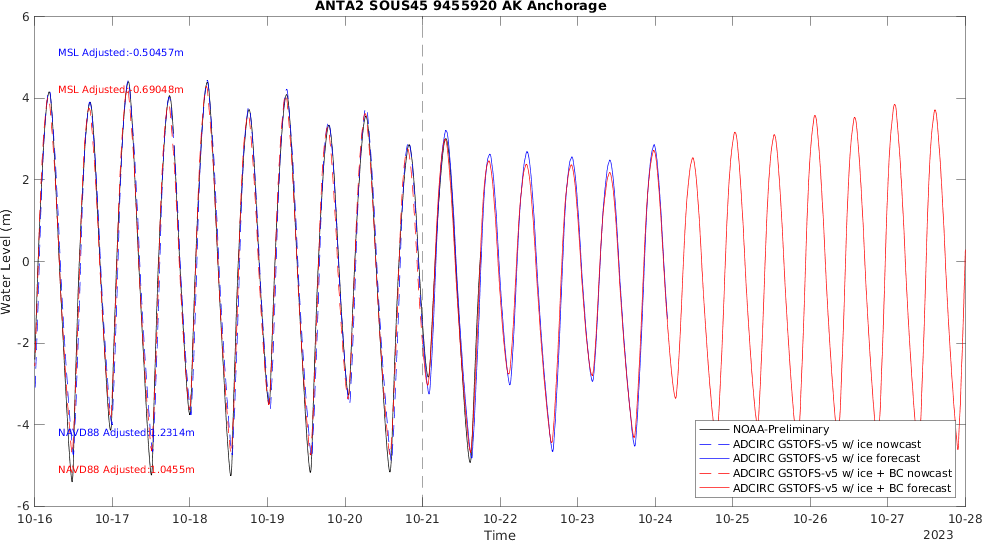 ANTA2 SOUS45 9455920 AK Anchorage
6
MSL Adjusted:-0.50457m
MSL Adjusted:-0.69048m
4
2
0
-2
-4
-6
Water Level (m)
NAVD88 Adjusted:1.2314m
NAVD88 Adjusted:1.0455m
NOAA-Preliminary
ADCIRC GSTOFS-v5 w/ ice nowcast
ADCIRC GSTOFS-v5 w/ ice forecast
ADCIRC GSTOFS-v5 w/ ice + BC nowcast
ADCIRC GSTOFS-v5 w/ ice + BC forecast
10-16 10-17 10-18 10-19 10-20 10-21 10-22 10-23 10-24 10-25 10-26 10-27 10-28
Time
2023